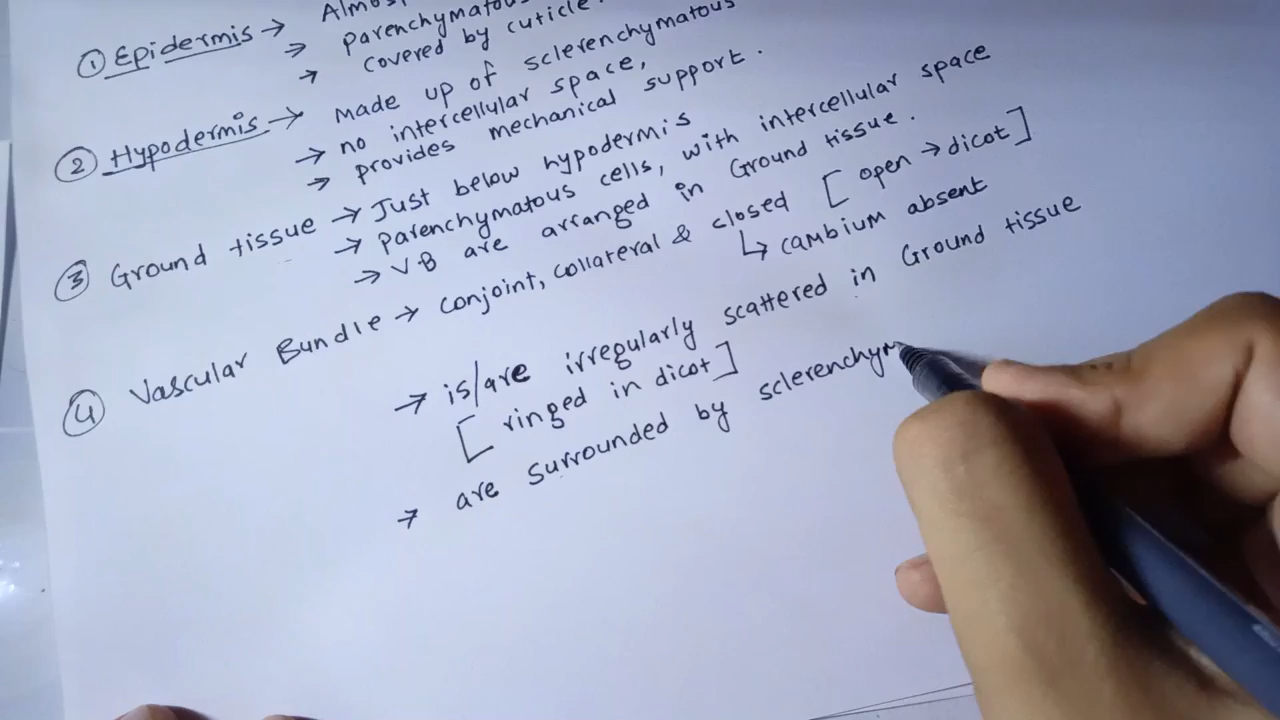 ① Epidermis →
→ parenchymatous
→ covered by cuticle.
② Hypodermis → Made up of sclerenchymatous
→ no intercellular space,
→ provides mechanical support.
③ Ground tissue → Just below hypodermis
→ parenchymatous cells, with intercellular space
→ VB are arranged in Ground tissue.
④ Vascular Bundle → conjoint, collateral & closed [open → dicot]
↳ cambium absent
→ is/are irregularly scattered in Ground tissue
[ringed in dicot]
→ are surrounded by sclerenchym